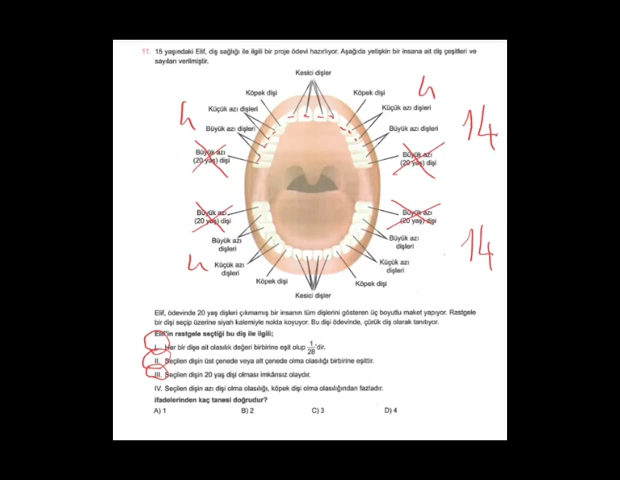 11. 15 yaşındaki Elif, diş sağlığı ile ilgili bir proje ödevi hazırlıyor. Aşağıda yetişkin bir insana ait diş çeşitleri ve
sayıları verilmiştir.
Kesici dişler
Köpek dişi
Köpek dişi
Küçük azı dişleri
Küçük azı dişleri
Büyük azı dişleri
Büyük azı dişleri
Büyük azı
(20 yaş) dişi
Büyük azı
(20 yaş) dişi
Büyük azı
(20 yaş) dişi
Büyük azı
(20 yaş) dişi
Büyük azı
dişleri
Büyük azı
dişleri
Küçük azı
dişleri
Küçük azı
dişleri
Köpek dişi
Köpek dişi
Kesici dişler
14
14
Elif, ödevinde 20 yaş dişleri çıkmamış bir insanın tüm dişlerini gösteren üç boyutlu maket yapıyor. Rastgele
bir dişi seçip üzerine siyah kalemiyle nokta koyuyor. Bu dişi ödevinde, çürük diş olarak tanıtıyor.
Elif'in rastgele seçtiği bu diş ile ilgili;
I. Her bir dişe ait olasılık değeri birbirine eşit olup 1/28'dir.
II. Seçilen dişin üst çenede veya alt çenede olma olasılığı birbirine eşittir.
III. Seçilen dişin 20 yaş dişi olması imkânsız olaydır.
IV. Seçilen dişin azı dişi olma olasılığı, köpek dişi olma olasılığından fazladır.
ifadelerinden kaç tanesi doğrudur?
A) 1 B) 2 C) 3 D) 4